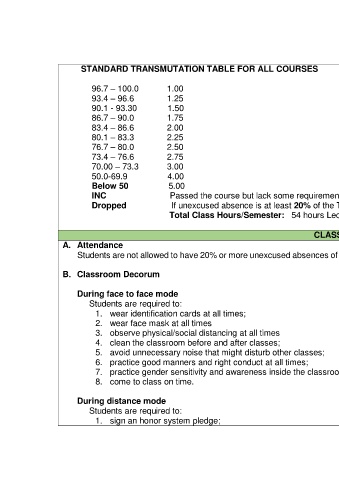 STANDARD TRANSMUTATION TABLE FOR ALL COURSES
96.7 – 100.0 1.00
93.4 – 96.6 1.25
90.1 - 93.30 1.50
86.7 – 90.0 1.75
83.4 – 86.6 2.00
80.1 – 83.3 2.25
76.7 – 80.0 2.50
73.4 – 76.6 2.75
70.00 – 73.3 3.00
50.0-69.9 4.00
Below 50 5.00
INC Passed the course but lack some requiremen
Dropped If unexcused absence is at least 20% of the T
Total Class Hours/Semester: 54 hours Lec
CLASS
A. Attendance
Students are not allowed to have 20% or more unexcused absences of
B. Classroom Decorum
During face to face mode
Students are required to:
1. wear identification cards at all times;
2. wear face mask at all times
3. observe physical/social distancing at all times
4. clean the classroom before and after classes;
5. avoid unnecessary noise that might disturb other classes;
6. practice good manners and right conduct at all times;
7. practice gender sensitivity and awareness inside the classroo
8. come to class on time.
During distance mode
Students are required to:
1. sign an honor system pledge;